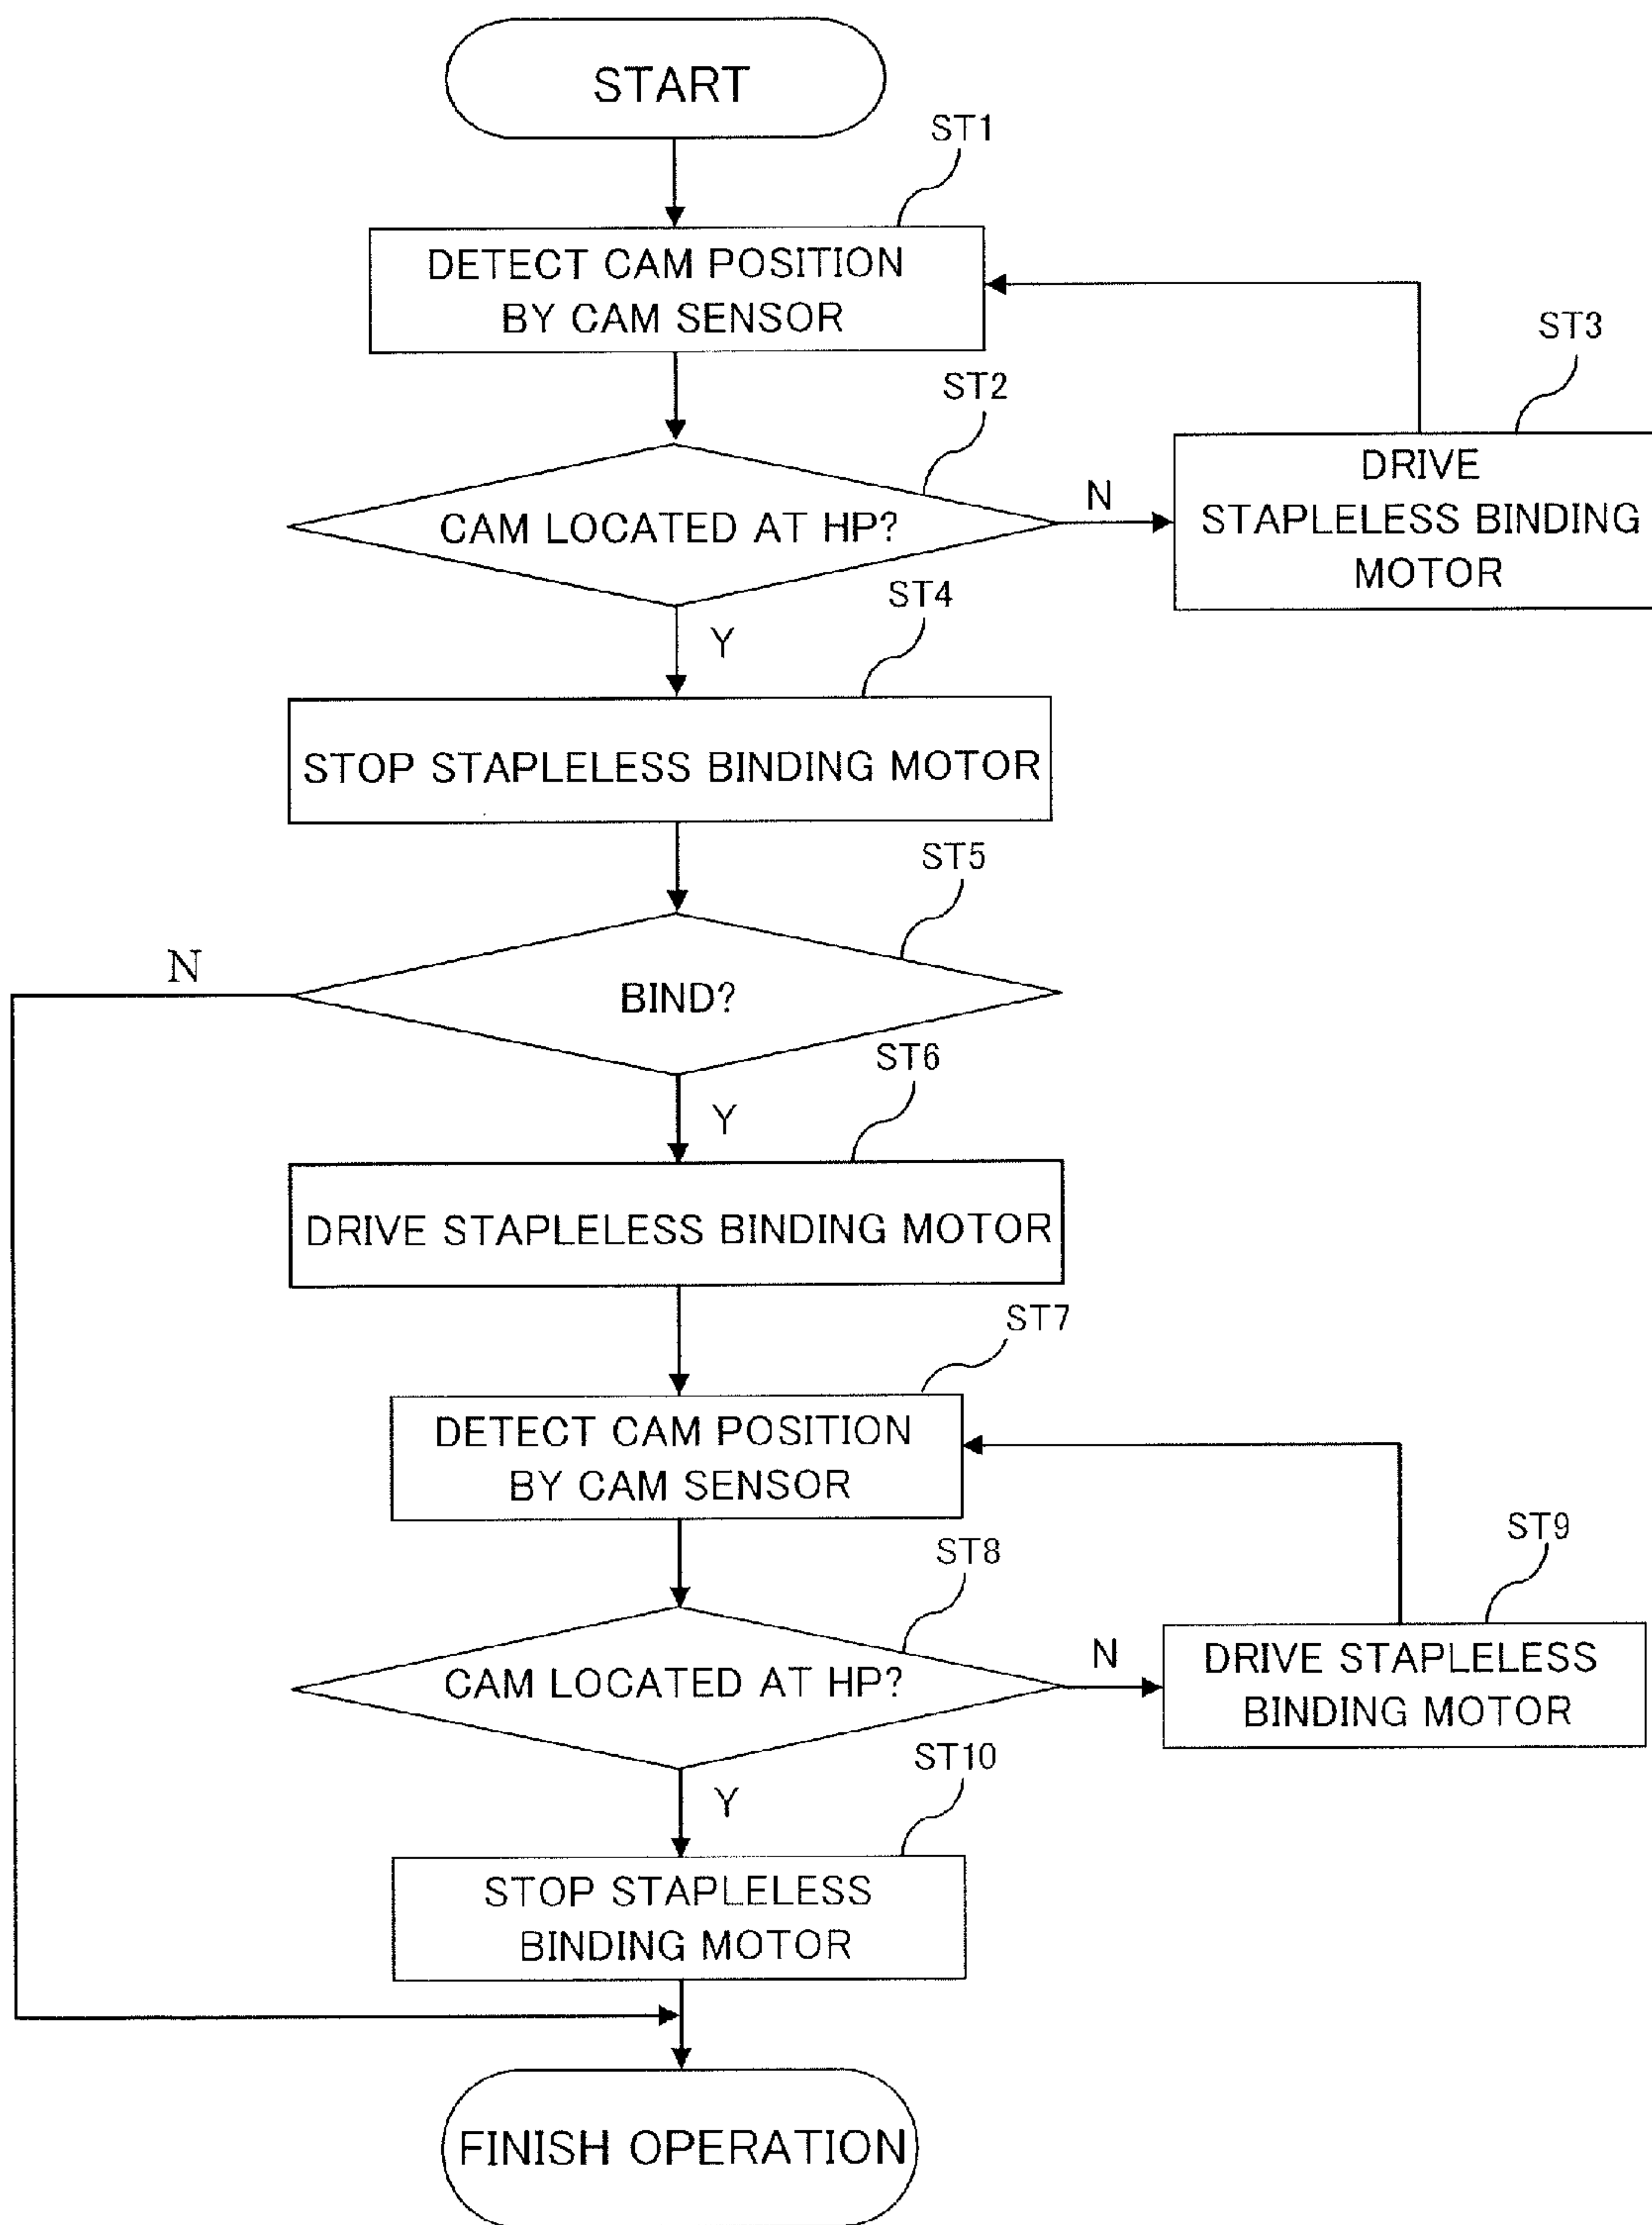 START
ST1
DETECT CAM POSITION
BY CAM SENSOR
ST3
ST2
DRIVE
STAPLELESS BINDING
MOTOR
CAM LOCATED AT HP?
N
ST4
Y
STOP STAPLELESS BINDING MOTOR
ST5
N
BIND?
ST6
Y
DRIVE STAPLELESS BINDING MOTOR
ST7
DETECT CAM POSITION
BY CAM SENSOR
ST9
ST8
N
DRIVE STAPLELESS
BINDING MOTOR
CAM LOCATED AT HP?
ST10
Y
STOP STAPLELESS
BINDING MOTOR
FINISH OPERATION